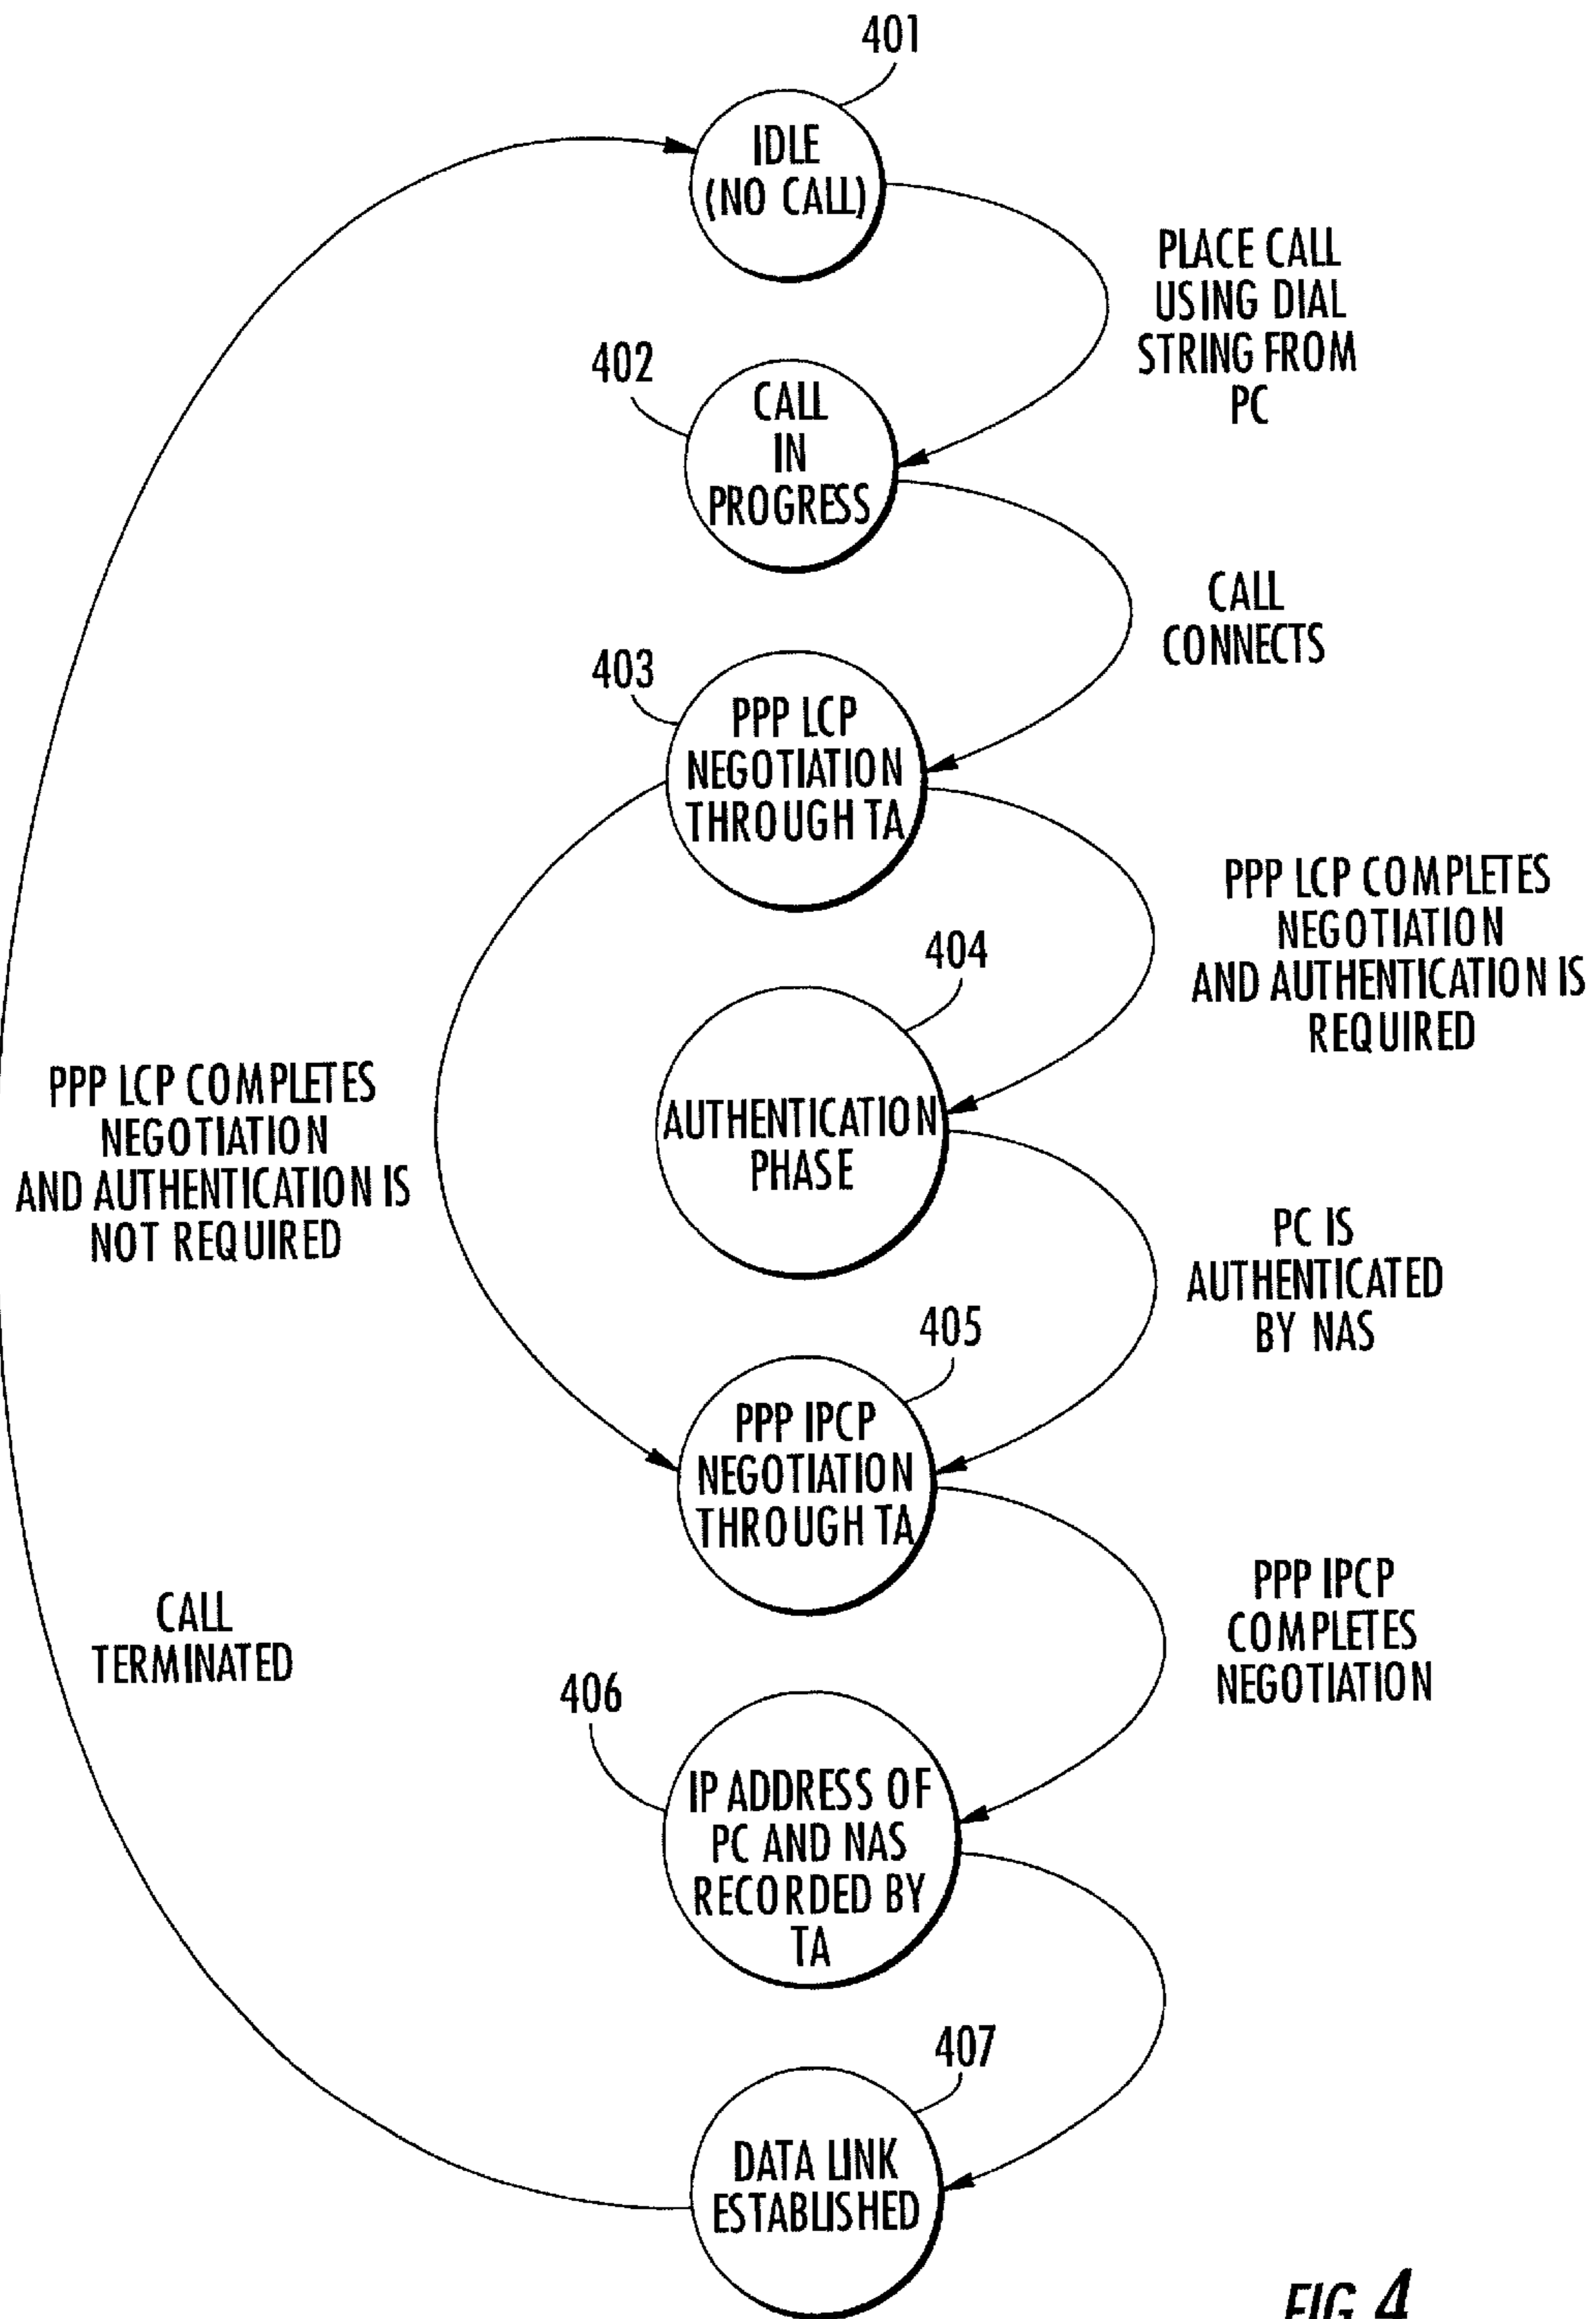 401
IDLE
(NO CALL)
PLACE CALL
USING DIAL
STRING FROM
PC
402
CALL
IN
PROGRESS
CALL
CONNECTS
403
PPP LCP
NEGOTIATION
THROUGH TA
PPP LCP COMPLETES
NEGOTIATION
AND AUTHENTICATION IS
REQUIRED
404
PPP LCP COMPLETES
NEGOTIATION
AND AUTHENTICATION IS
NOT REQUIRED
AUTHENTICATION
PHASE
PC IS
AUTHENTICATED
BY NAS
405
PPP IPCP
NEGOTIATION
THROUGH TA
PPP IPCP
COMPLETES
NEGOTIATION
CALL
TERMINATED
406
IP ADDRESS OF
PC AND NAS
RECORDED BY
TA
407
DATA LINK
ESTABLISHED
FIG. 4